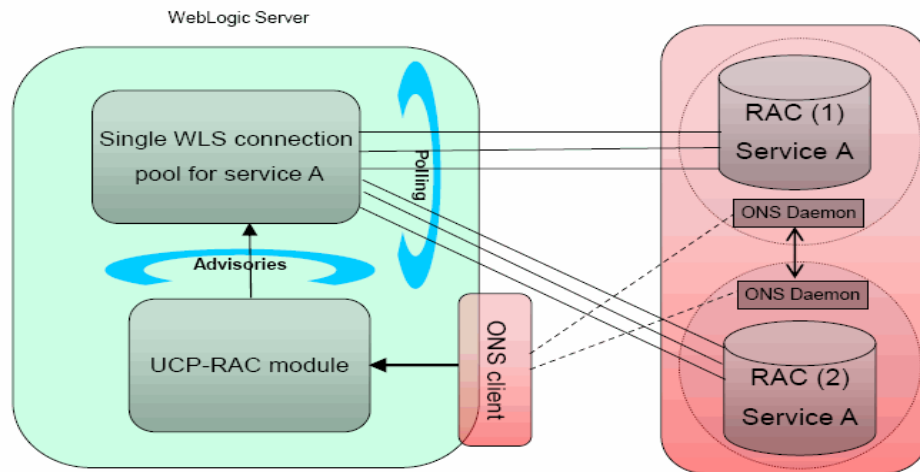 WebLogic Server
Single WLS connection
pool for service A
Polling
Advisories
UCP-RAC module
ONS client
RAC (1)
Service A
ONS Daemon
ONS Daemon
RAC (2)
Service A